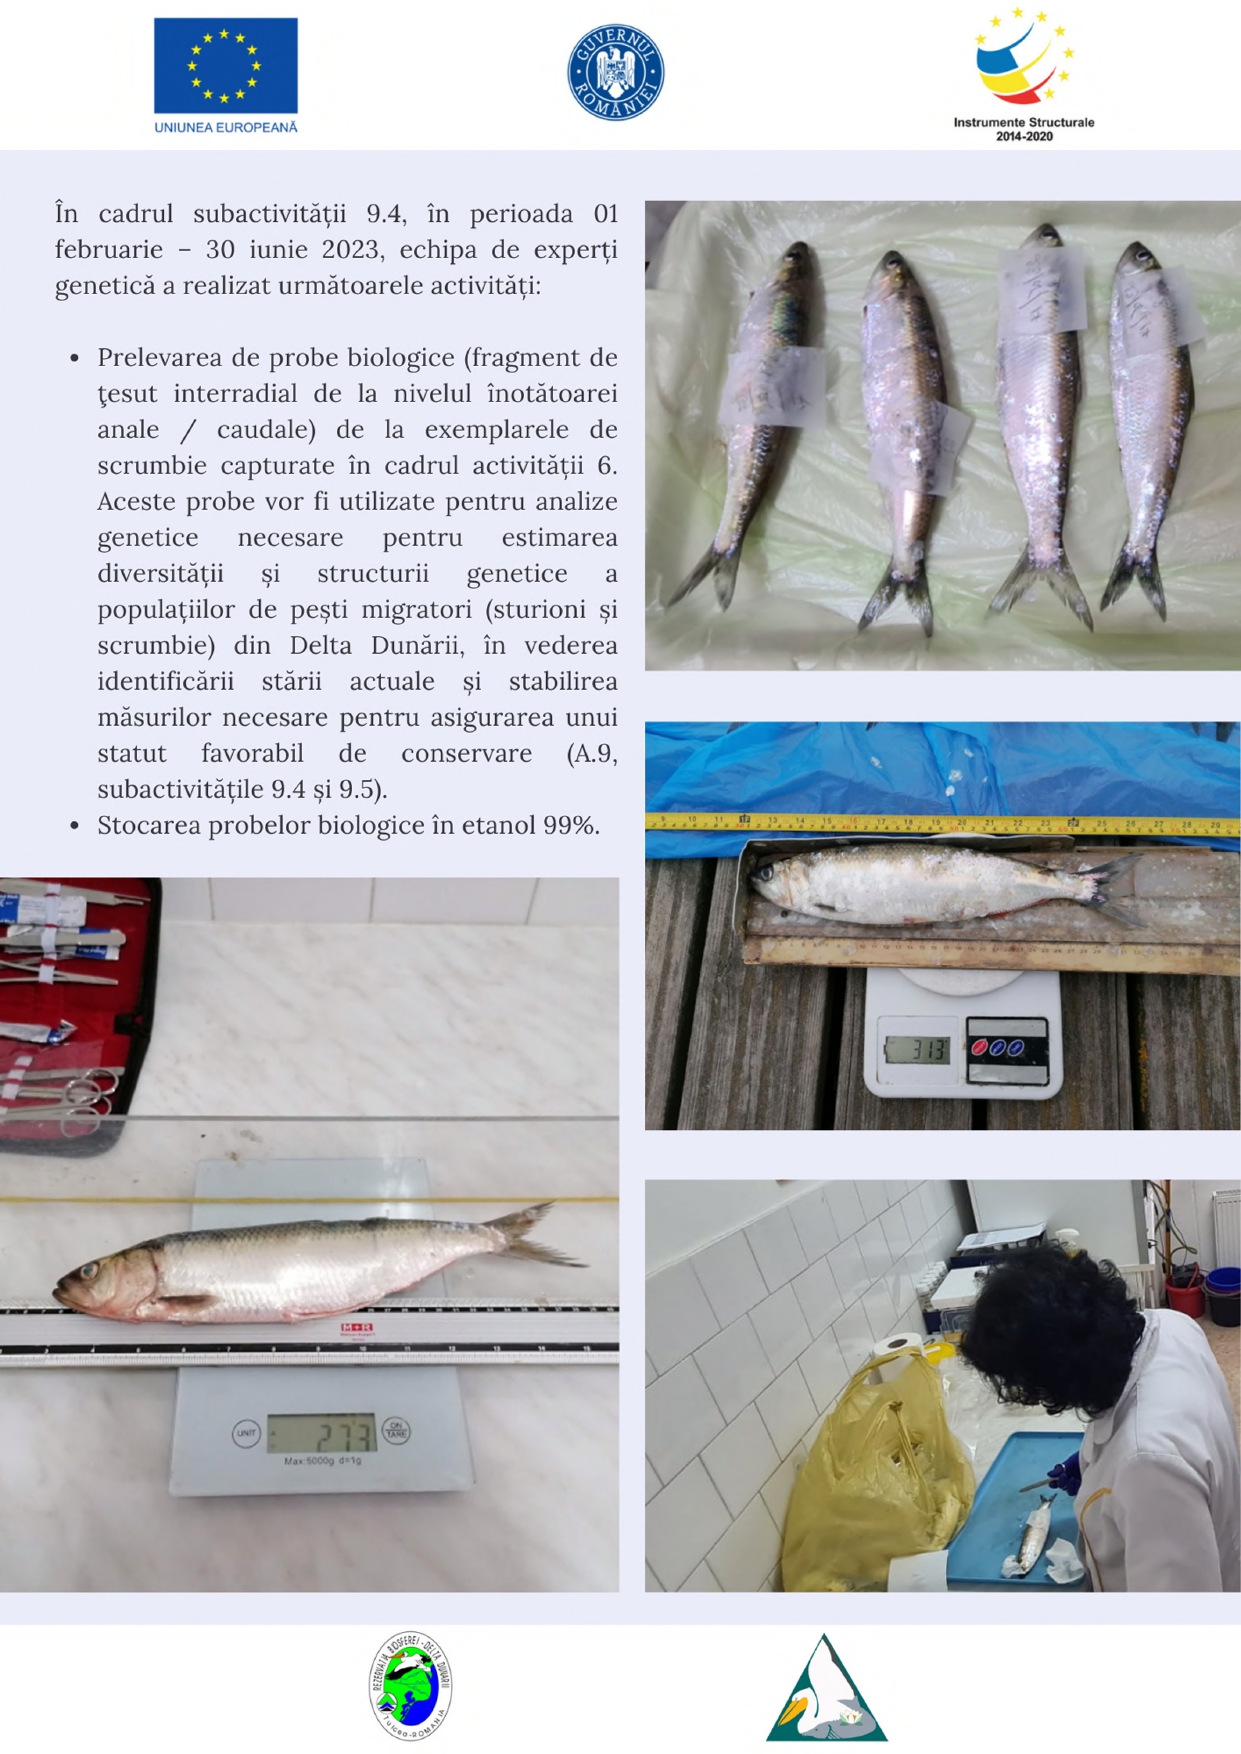 UNIUNEA EUROPEANĂ
GUVERNUL ROMÂNIEI
Instrumente Structurale
2014-2020
În cadrul subactivității 9.4, în perioada 01
februarie – 30 iunie 2023, echipa de experți
genetică a realizat următoarele activități:
• Prelevarea de probe biologice (fragment de
ţesut interradial de la nivelul înotătoarei
anale / caudale) de la exemplarele de
scrumbie capturate în cadrul activității 6.
Aceste probe vor fi utilizate pentru analize
genetice necesare pentru estimarea
diversității și structurii genetice a
populațiilor de pești migratori (sturioni și
scrumbie) din Delta Dunării, în vederea
identificării stării actuale și stabilirea
măsurilor necesare pentru asigurarea unui
statut favorabil de conservare (A.9,
subactivitățile 9.4 și 9.5).
• Stocarea probelor biologice în etanol 99%.
313
M+R
UNIT
273
ON
TARE
Max:5000g d=1g
REZERVAȚIA BIOSFEREI - DELTA DUNĂRII
Tulcea-ROMANIA